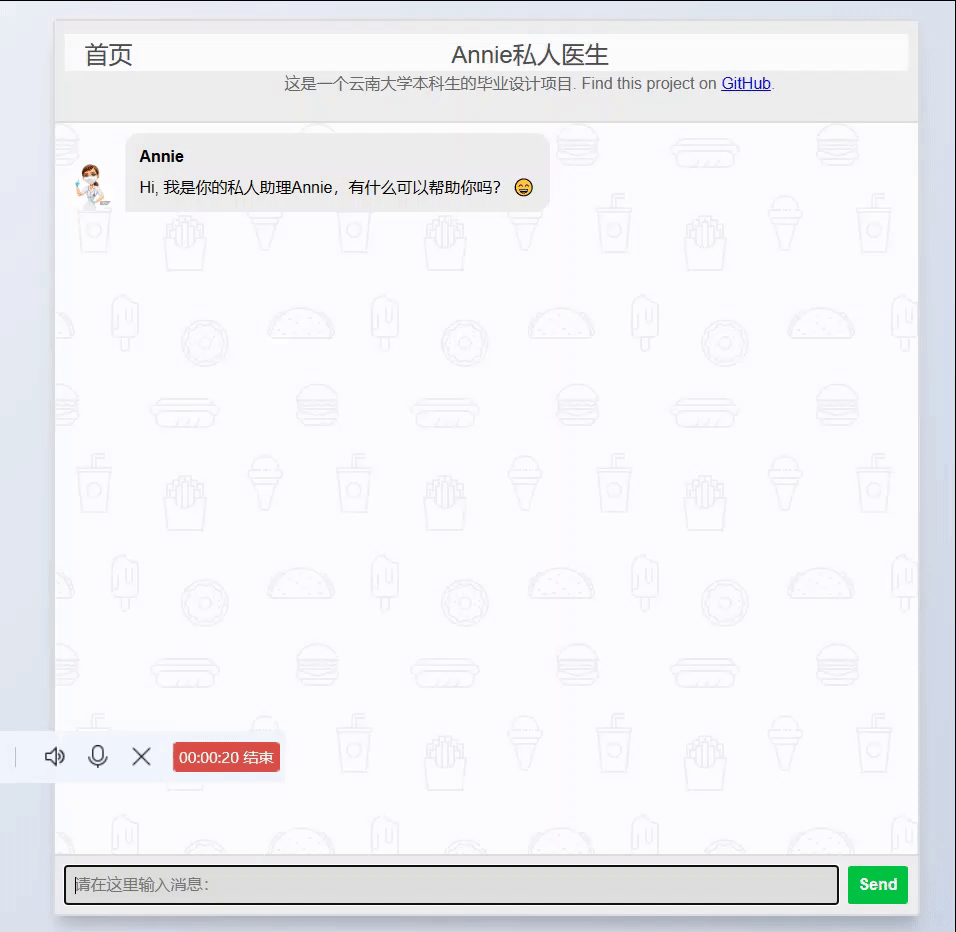 首页
Annie私人医生
这是一个云南大学本科生的毕业设计项目. Find this project on GitHub.
Annie
Hi, 我是你的私人助理Annie，有什么可以帮助你吗？ 😄
00:00:20 结束
请在这里输入消息：
Send